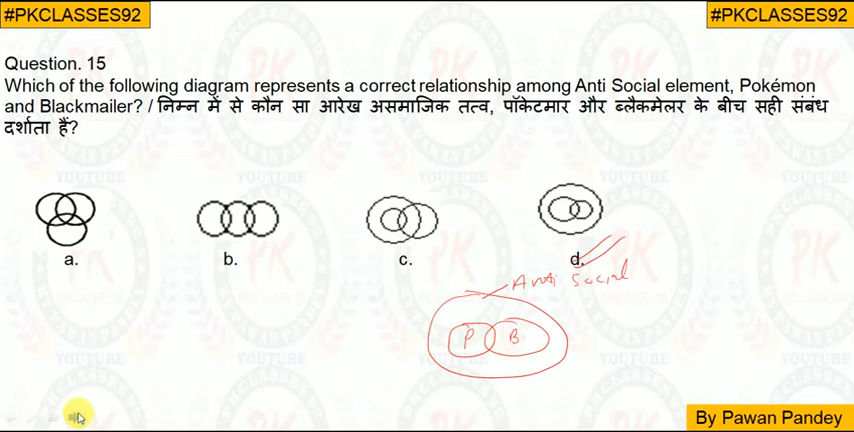 #PKCLASSES92
#PKCLASSES92
Question. 15
Which of the following diagram represents a correct relationship among Anti Social element, Pokémon
and Blackmailer? / निम्न में से कौन सा आरेख असमाजिक तत्व, पॉकेटमार और ब्लैकमेलर के बीच सही संबंध
दर्शाता हैं?
a. b. c. d.
Anti Social
P B
By Pawan Pandey